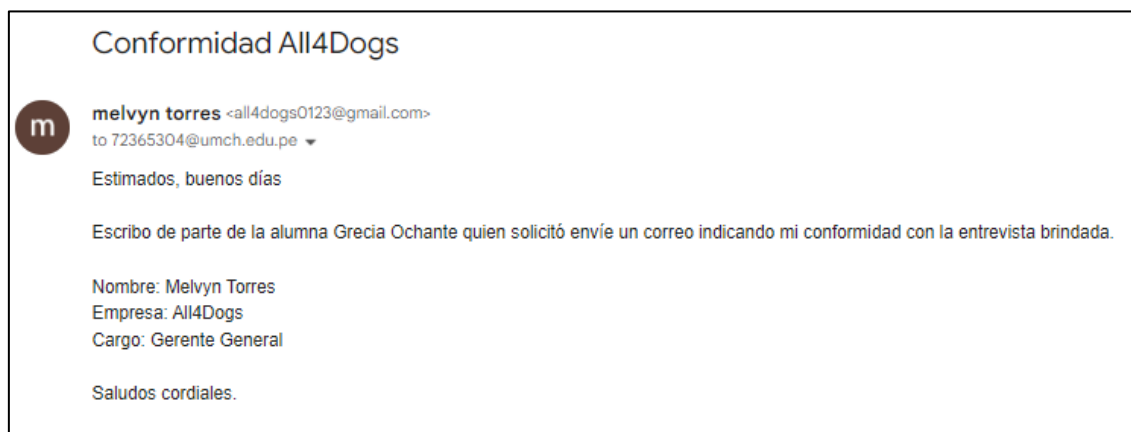 Conformidad All4Dogs
m
melvyn torres <all4dogs0123@gmail.com>
to 72365304@umch.edu.pe
Estimados, buenos días
Escribo de parte de la alumna Grecia Ochante quien solicitó envíe un correo indicando mi conformidad con la entrevista brindada.
Nombre: Melvyn Torres
Empresa: All4Dogs
Cargo: Gerente General
Saludos cordiales.